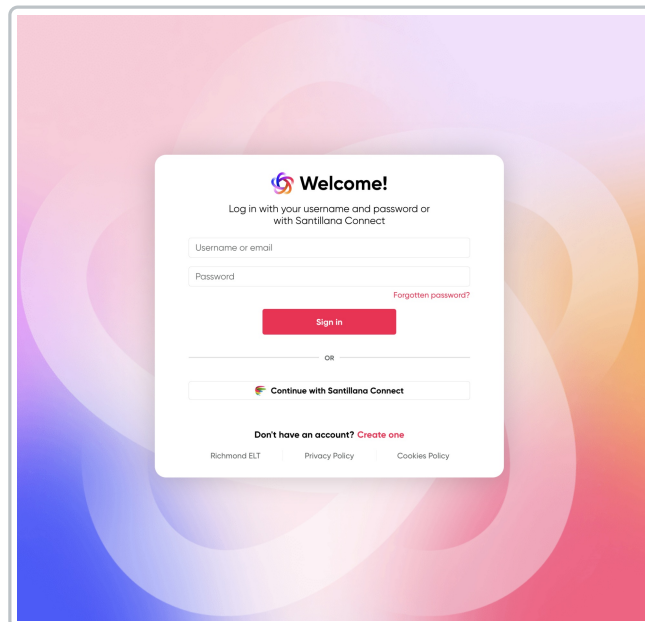 Welcome!
Log in with your username and password or
with Santillana Connect
Username or email
Password
Forgotten password?
Sign in
OR
Continue with Santillana Connect
Don't have an account? Create one
Richmond ELT Privacy Policy Cookies Policy